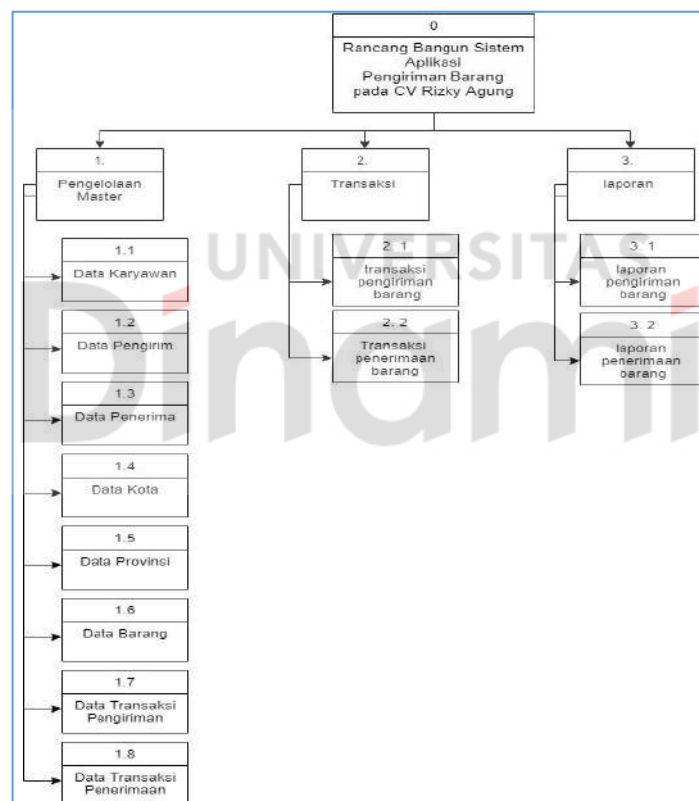 0
Rancang Bangun Sistem
Aplikasi
Pengiriman Barang
pada CV Rizky Agung
1.
Pengelolaan
Master
2.
Transaksi
3.
laporan
1.1
Data Karyawan
1.2
Data Pengirim
1.3
Data Penerima
1.4
Data Kota
1.5
Data Provinsi
1.6
Data Barang
1.7
Data Transaksi
Pengiriman
1.8
Data Transaksi
Penerimaan
2. 1
transaksi
pengiriman
barang
2. 2
Transaksi
penerimaan
barang
3. 1
laporan
pengiriman
barang
3. 2
laporan
penerimaan
barang
UNIVERSITAS
Dinami